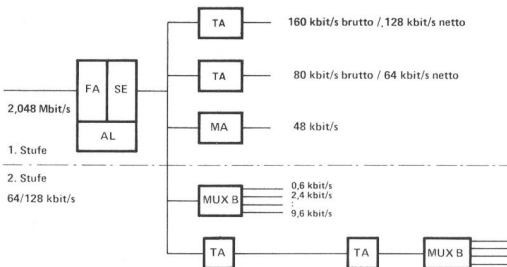 TA 160 kbit/s brutto / 128 kbit/s netto
TA 80 kbit/s brutto / 64 kbit/s netto
FA SE
AL
2,048 Mbit/s
MA 48 kbit/s
1. Stufe
2. Stufe
64/128 kbit/s
MUX B
0,6 kbit/s
2,4 kbit/s
:
9,6 kbit/s
TA TA MUX B